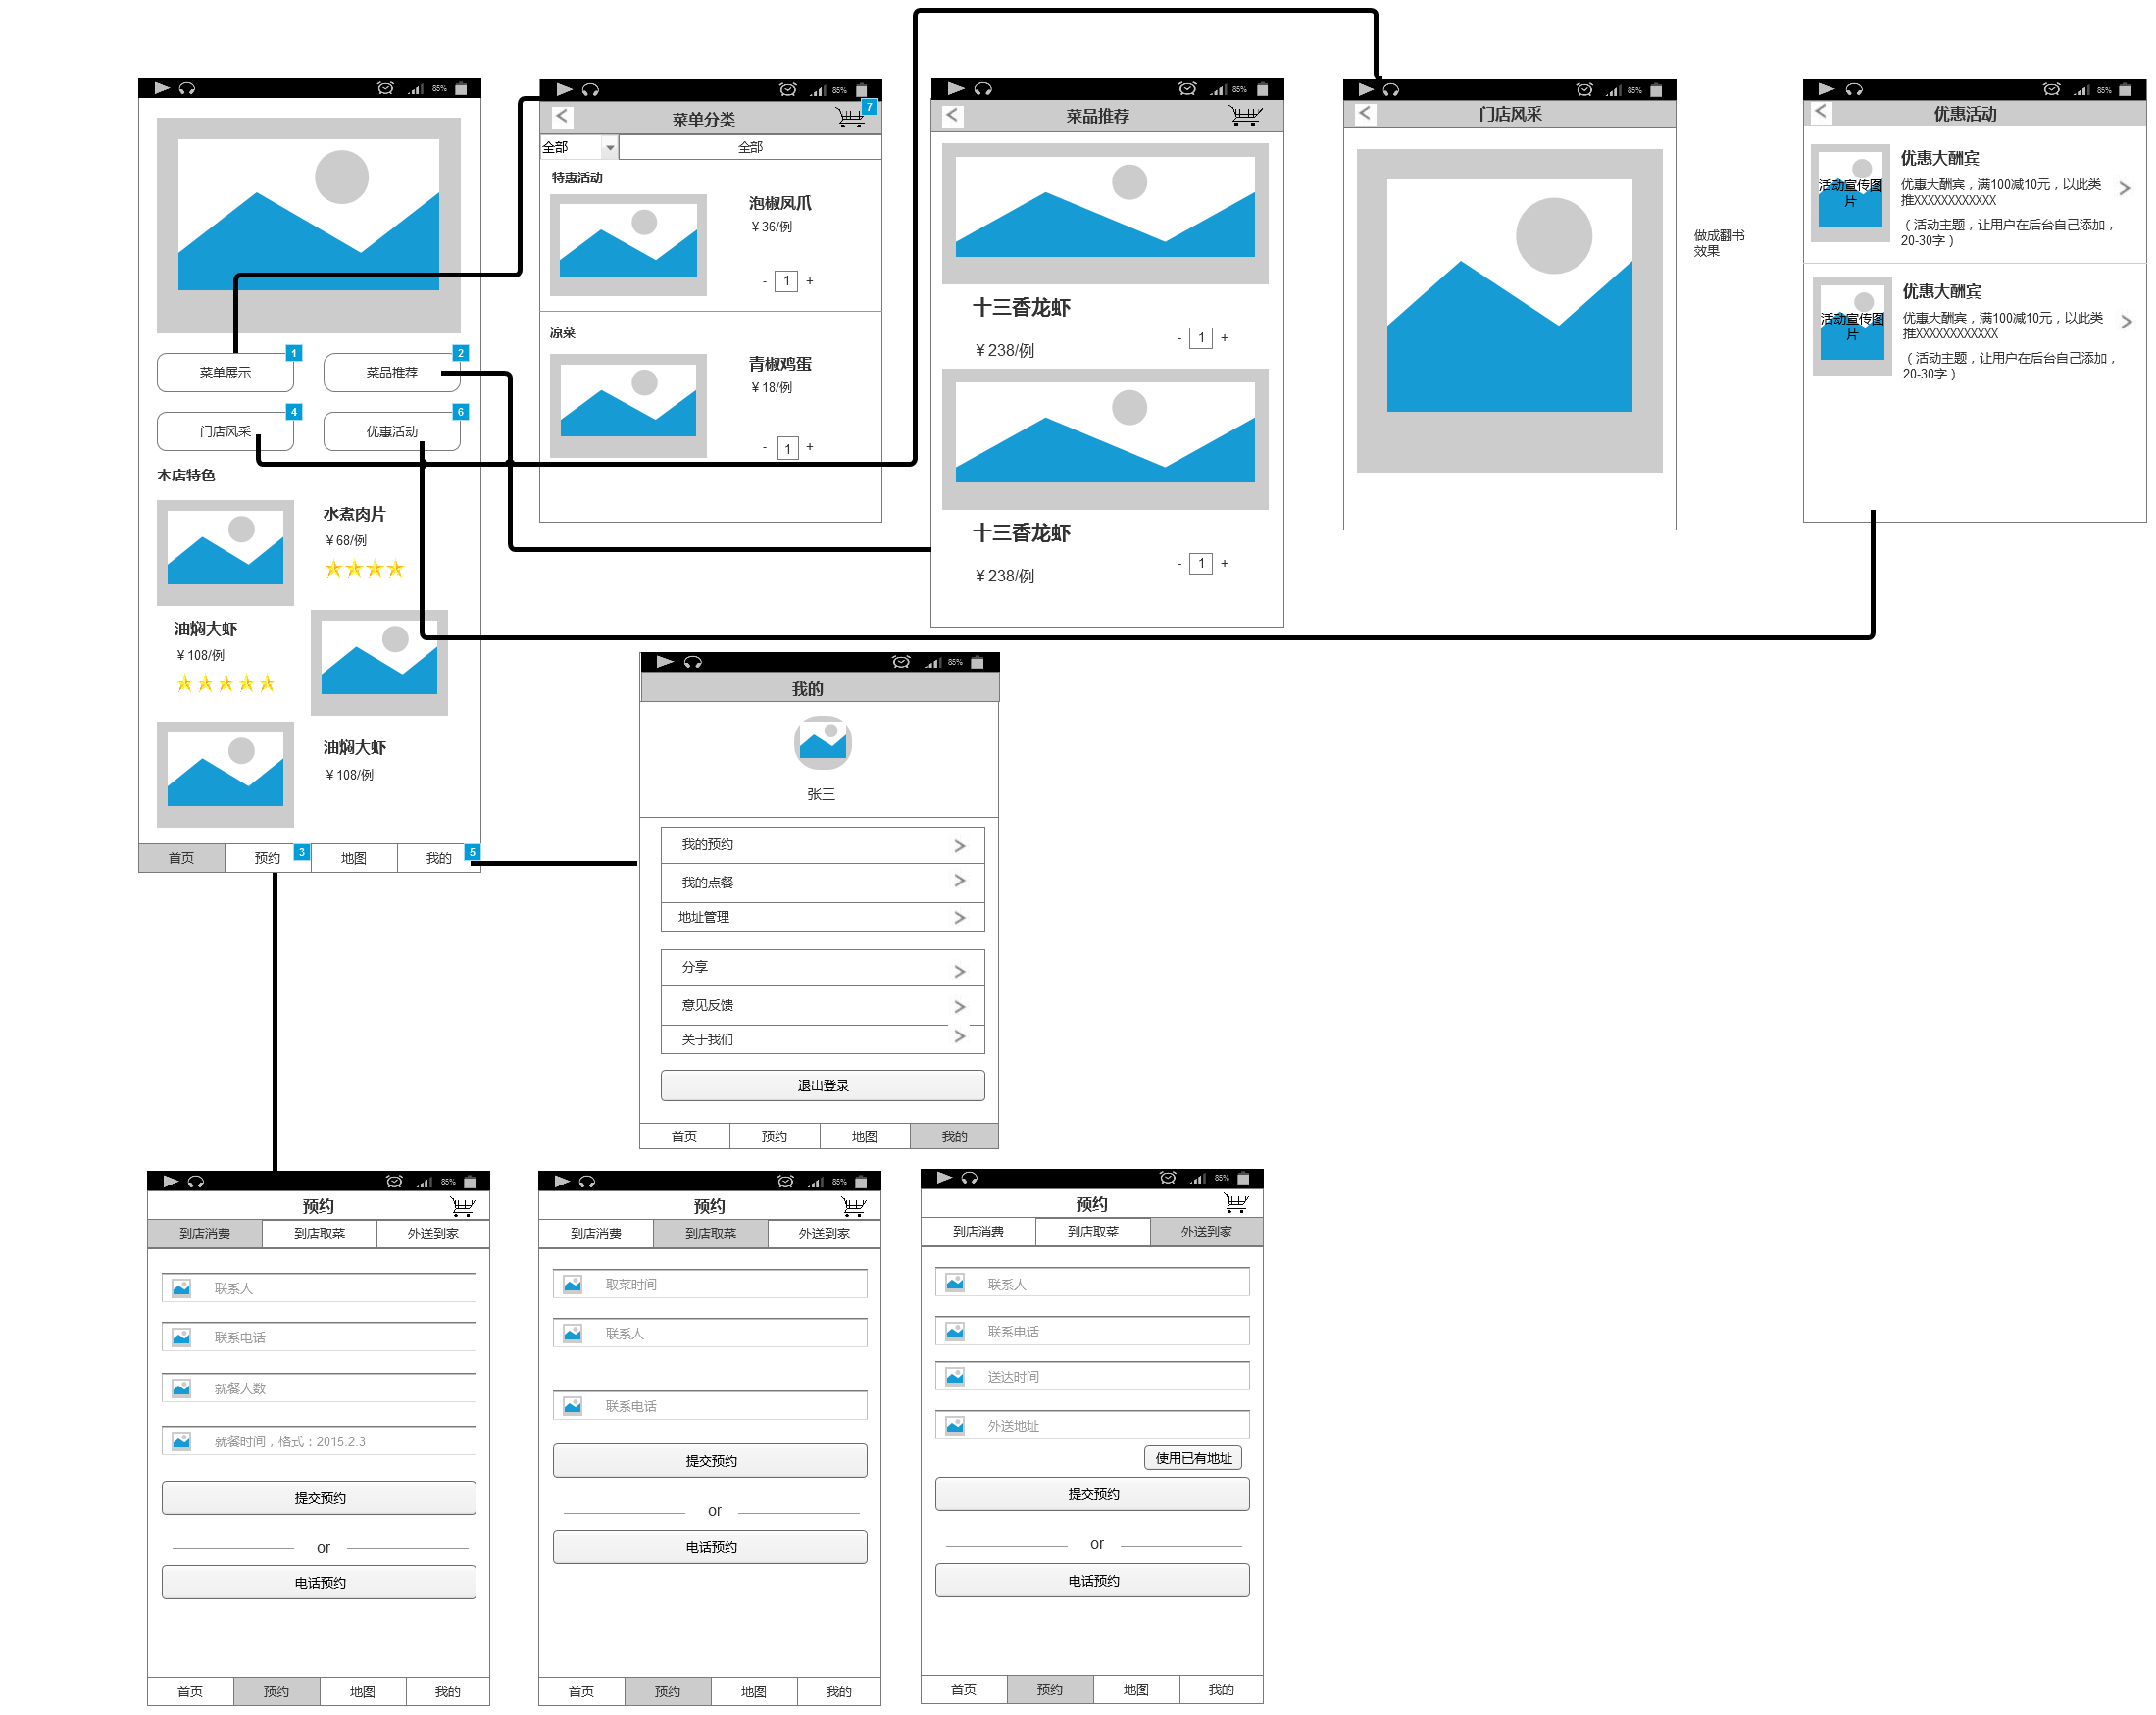 85%
菜单展示
1
菜品推荐
2
门店风采
4
优惠活动
6
本店特色
水煮肉片
￥68/例
油焖大虾
￥108/例
油焖大虾
￥108/例
首页
预约
3
地图
我的
5
85%
菜单分类
7
全部
全部
特惠活动
泡椒凤爪
￥36/例
- 1 +
凉菜
青椒鸡蛋
￥18/例
- 1 +
85%
菜品推荐
十三香龙虾
￥238/例
- 1 +
十三香龙虾
￥238/例
- 1 +
85%
门店风采
做成翻书
效果
85%
优惠活动
活动宣传图
片
优惠大酬宾
优惠大酬宾，满100减10元，以此类
推XXXXXXXXXXXX
（活动主题，让用户在后台自己添加，
20-30字）
活动宣传图
片
优惠大酬宾
优惠大酬宾，满100减10元，以此类
推XXXXXXXXXXXX
（活动主题，让用户在后台自己添加，
20-30字）
85%
我的
张三
我的预约
我的点餐
地址管理
分享
意见反馈
关于我们
退出登录
首页
预约
地图
我的
85%
预约
到店消费
到店取菜
外送到家
联系人
联系电话
就餐人数
就餐时间，格式：2015.2.3
提交预约
or
电话预约
首页
预约
地图
我的
85%
预约
到店消费
到店取菜
外送到家
取菜时间
联系人
联系电话
提交预约
or
电话预约
首页
预约
地图
我的
85%
预约
到店消费
到店取菜
外送到家
联系人
联系电话
送达时间
外送地址
使用已有地址
提交预约
or
电话预约
首页
预约
地图
我的